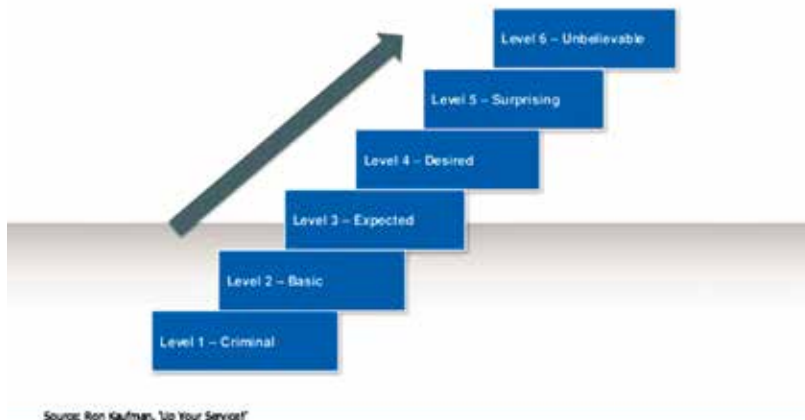 Level 6 – Unbelievable
Level 5 – Surprising
Level 4 – Desired
Level 3 – Expected
Level 2 – Basic
Level 1 – Criminal
Source: Ron Kaufman, 'Up Your Service!'